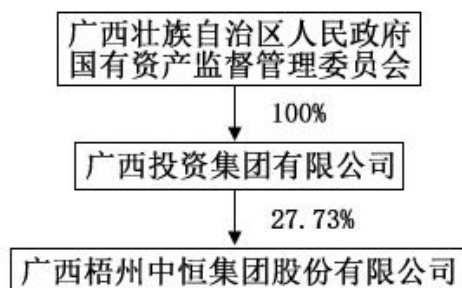 广西壮族自治区人民政府
国有资产监督管理委员会
100%
广西投资集团有限公司
27.73%
广西梧州中恒集团股份有限公司